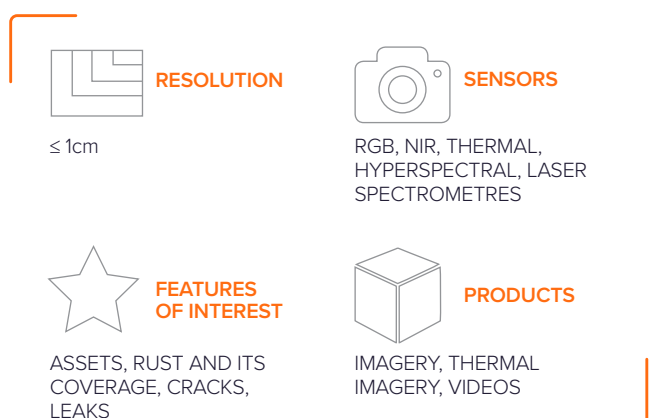 RESOLUTION
≤ 1cm
SENSORS
RGB, NIR, THERMAL,
HYPERSPECTRAL, LASER
SPECTROMETRES
FEATURES
OF INTEREST
ASSETS, RUST AND ITS
COVERAGE, CRACKS,
LEAKS
PRODUCTS
IMAGERY, THERMAL
IMAGERY, VIDEOS